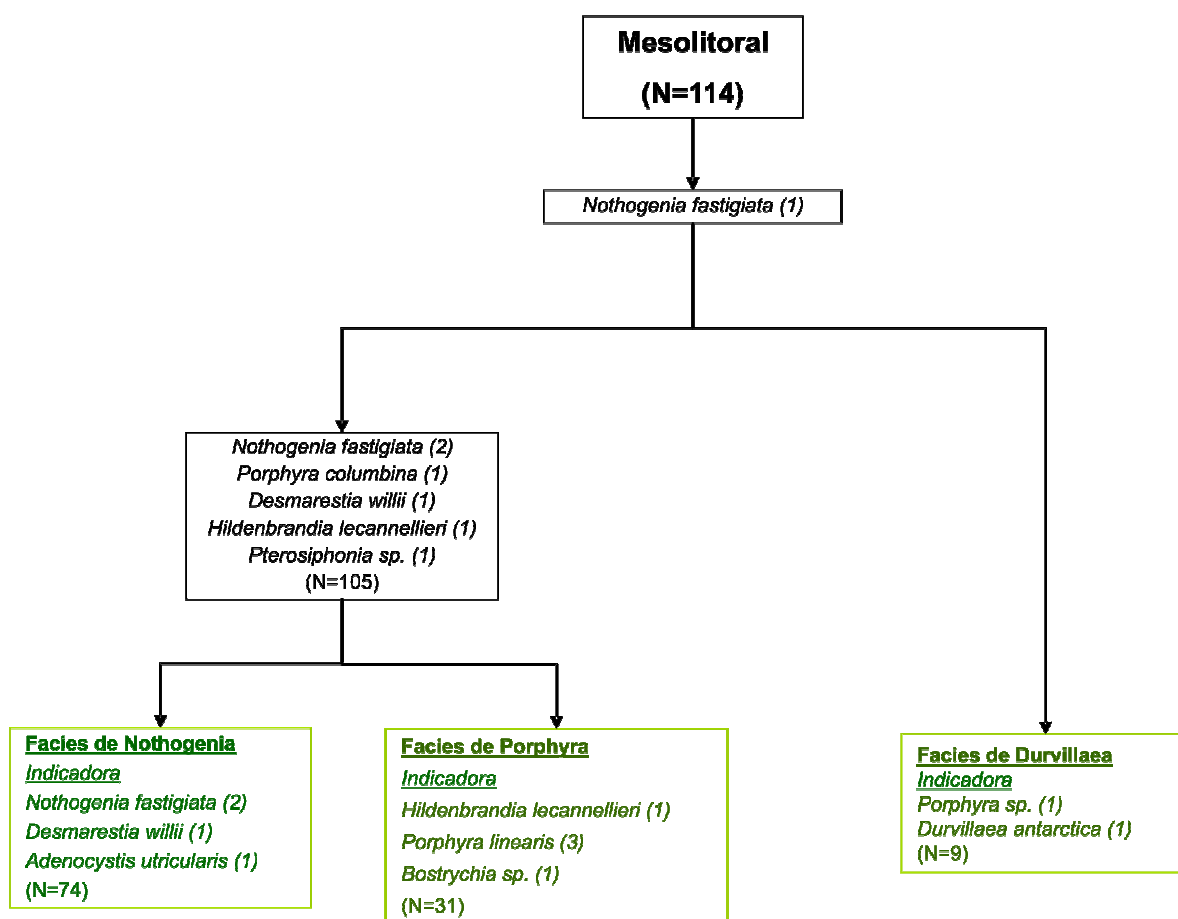 Mesolitoral
(N=114)
Nothogenia fastigiata (1)
Nothogenia fastigiata (2)
Porphyra columbina (1)
Desmarestia willii (1)
Hildenbrandia lecannellieri (1)
Pterosiphonia sp. (1)
(N=105)
Facies de Nothogenia
Indicadora
Nothogenia fastigiata (2)
Desmarestia willii (1)
Adenocystis utricularis (1)
(N=74)
Facies de Porphyra
Indicadora
Hildenbrandia lecannellieri (1)
Porphyra linearis (3)
Bostrychia sp. (1)
(N=31)
Facies de Durvillaea
Indicadora
Porphyra sp. (1)
Durvillaea antarctica (1)
(N=9)